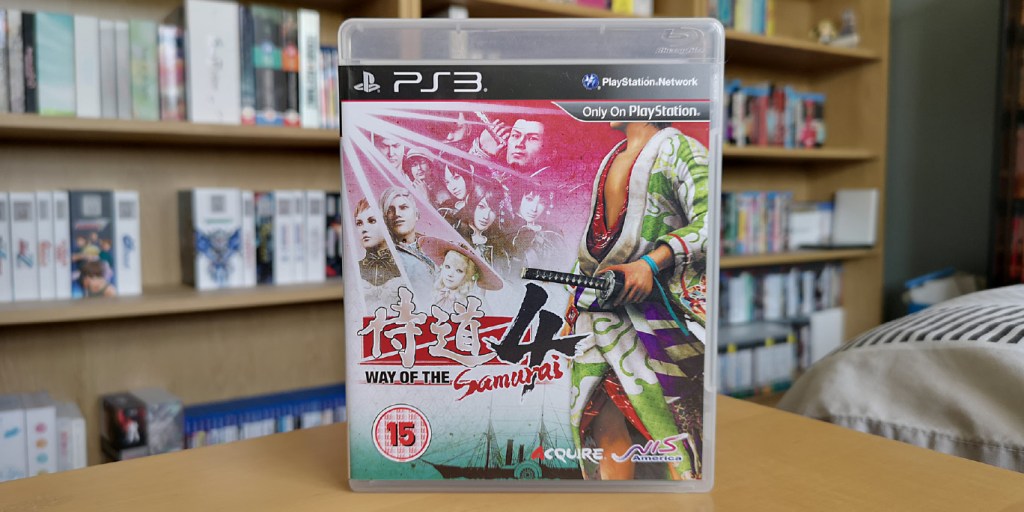 PS3
PlayStation Network
Only On PlayStation
侍道4
WAY OF THE Samurai
15
ACQUIRE
NIS America